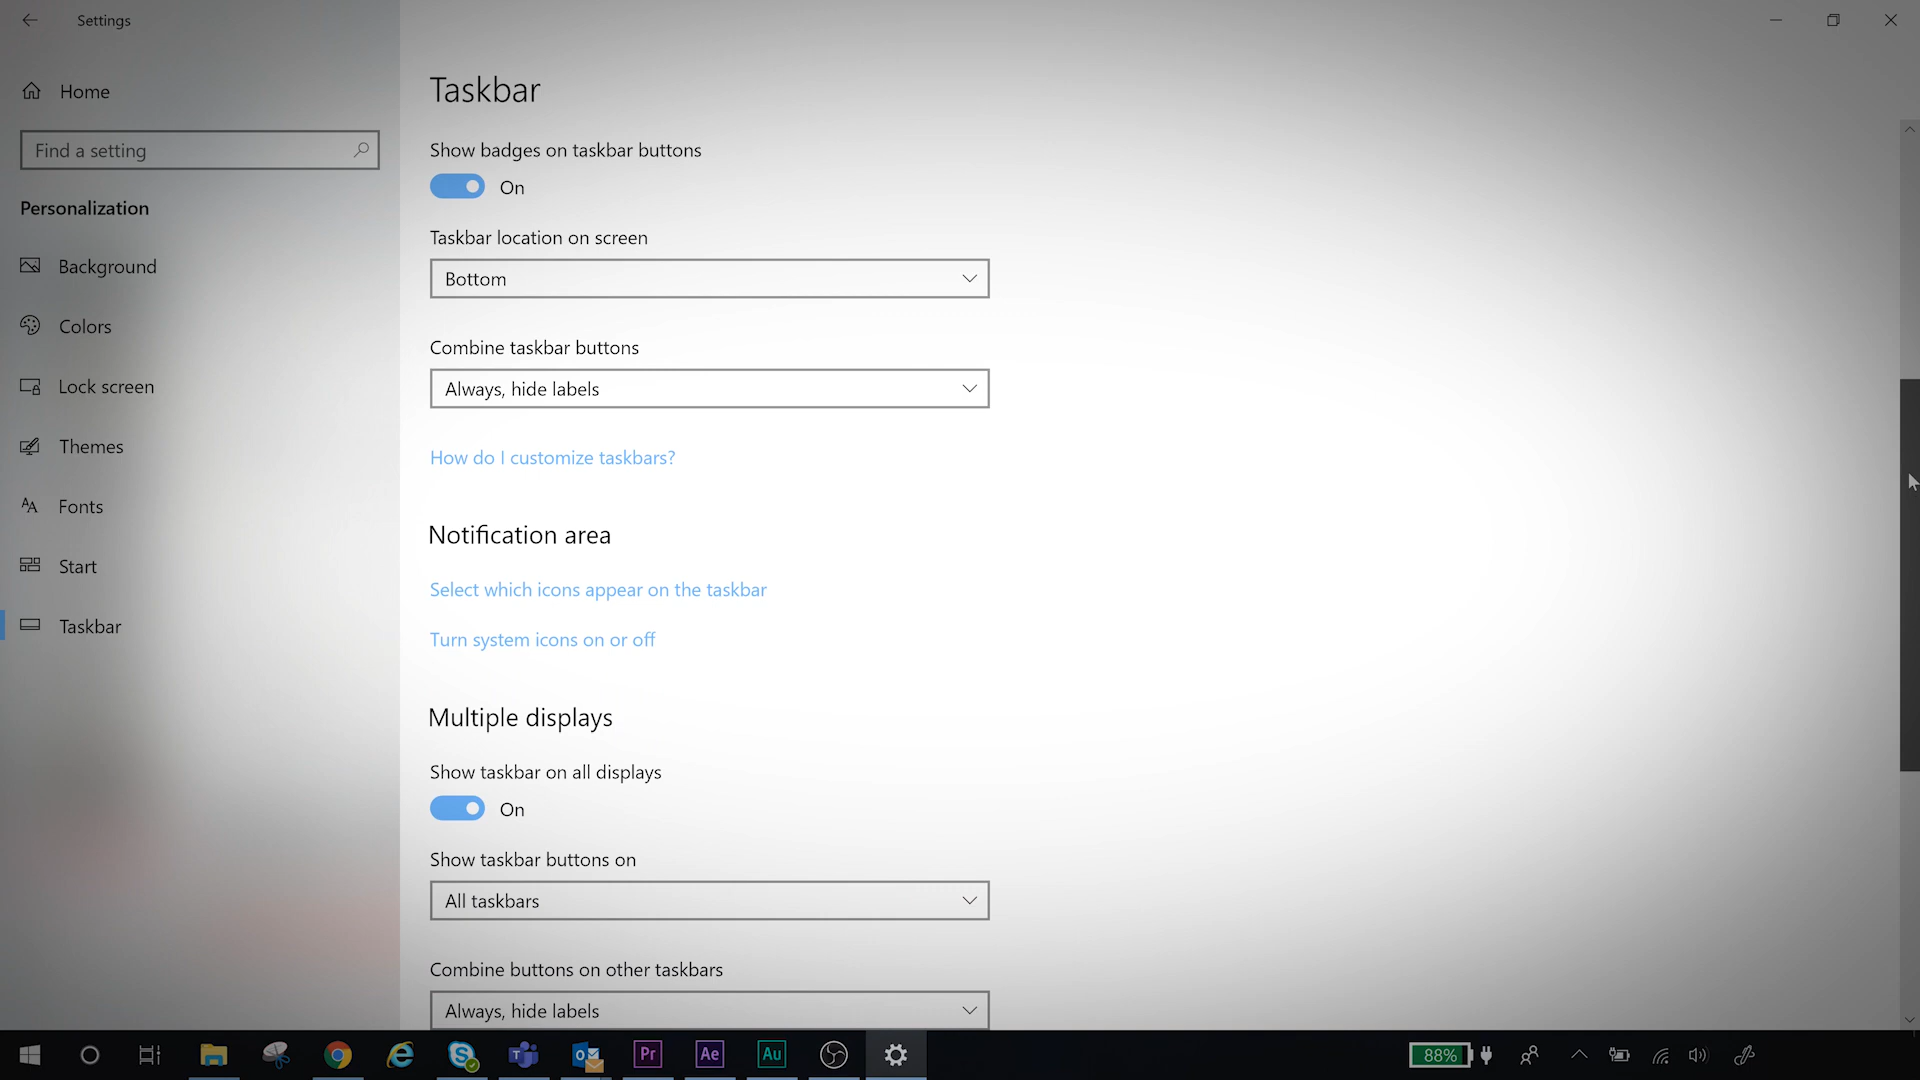 Settings
Home
Find a setting
Personalization
Background
Colors
Lock screen
Themes
Fonts
Start
Taskbar
Taskbar
Show badges on taskbar buttons
On
Taskbar location on screen
Bottom
Combine taskbar buttons
Always, hide labels
How do I customize taskbars?
Notification area
Select which icons appear on the taskbar
Turn system icons on or off
Multiple displays
Show taskbar on all displays
On
Show taskbar buttons on
All taskbars
Combine buttons on other taskbars
Always, hide labels
Pr
Ae
Au
88%